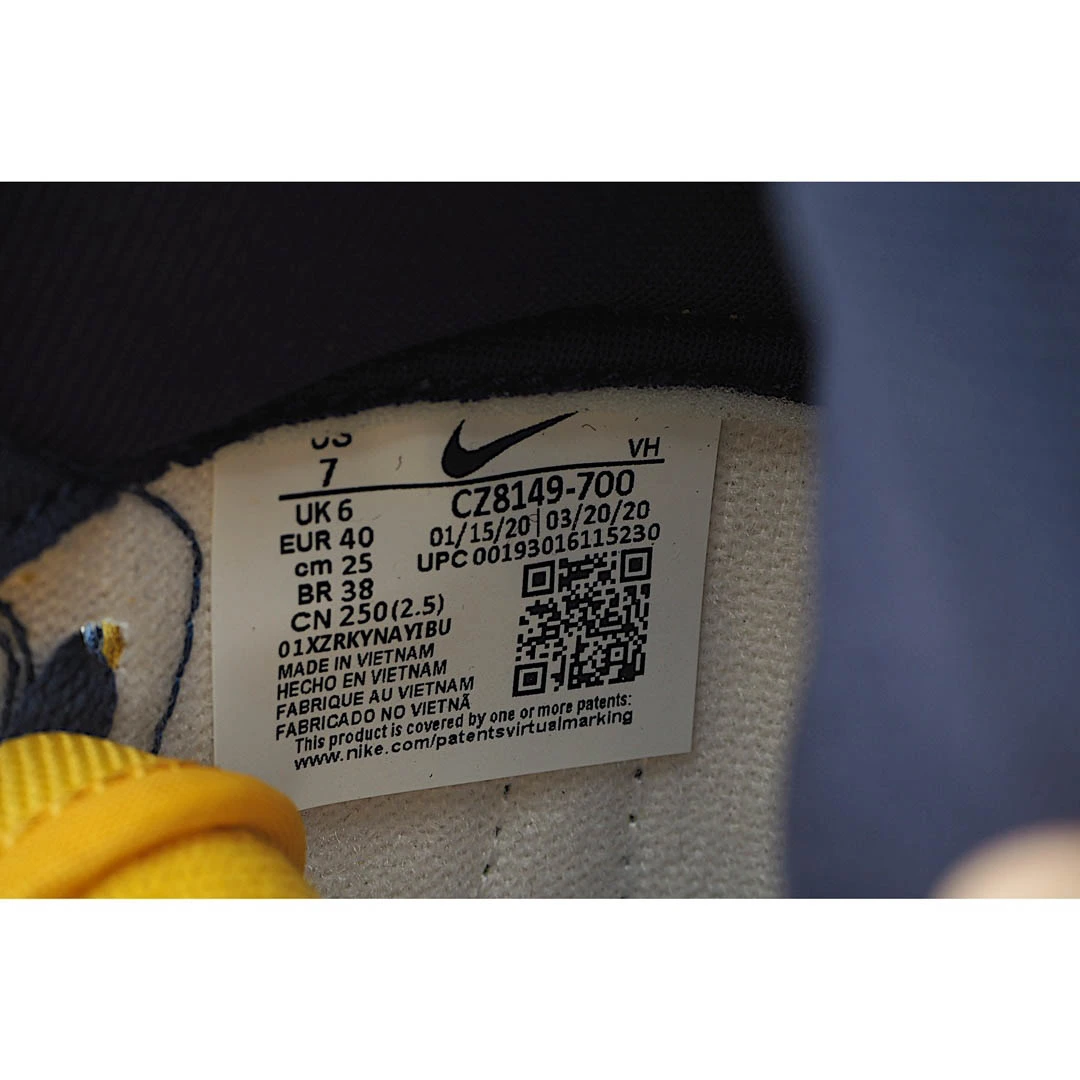 US
7
VH
UK 6
EUR 40
cm 25
BR 38
CN 250(2.5)
CZ8149-700
01/15/20 03/20/20
UPC 00193016115230
01XZRKYNAYIBU
MADE IN VIETNAM
HECHO EN VIETNAM
FABRIQUE AU VIETNAM
FABRICADO NO VIETNÃ
This product is covered by one or more patents:
www.nike.com/patentsvirtualmarking